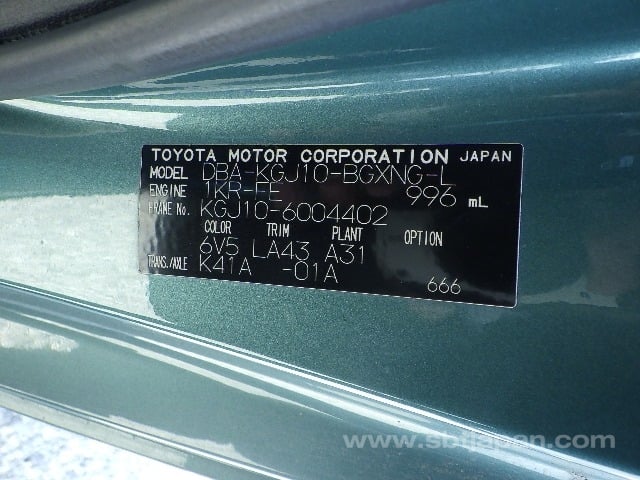 TOYOTA MOTOR CORPORATION JAPAN
MODEL DBA-KGJ10-BGXNG-L
ENGINE 1KR-FE 996 mL
FRAME No. KGJ10-6004402
COLOR TRIM PLANT OPTION
6V5 LA43 A31
TRANS./AXLE K41A -01A
666
www.sbtjapan.com